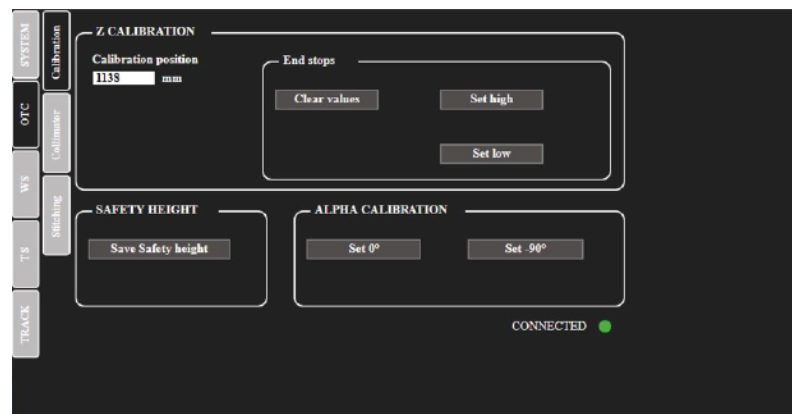 SYSTEM
OTC
WS
TS
TRACK
Calibration
Collimator
Stitching
Z CALIBRATION
Calibration position
1138 mm
End stops
Clear values
Set high
Set low
SAFETY HEIGHT
Save Safety height
ALPHA CALIBRATION
Set 0°
Set -90°
CONNECTED